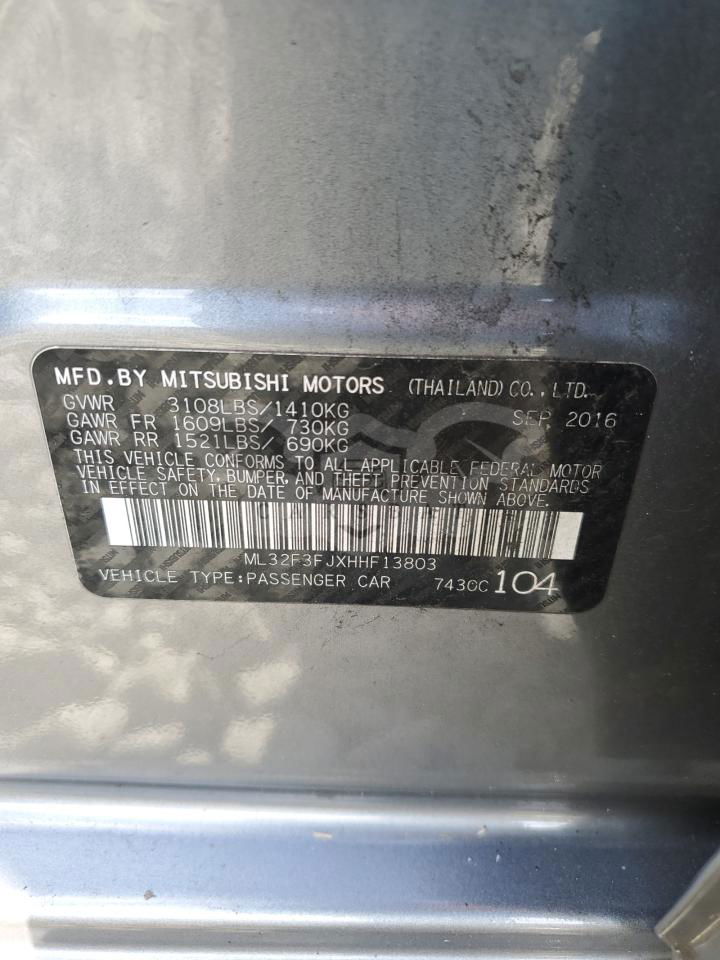 MFD.BY MITSUBISHI MOTORS (THAILAND) CO., LTD.
GVWR 3108LBS/1410KG SEP, 2016
GAWR FR 1609LBS/ 730KG
GAWR RR 1521LBS/ 690KG
THIS VEHICLE CONFORMS TO ALL APPLICABLE FEDERAL MOTOR
VEHICLE SAFETY, BUMPER, AND THEFT PREVENTION STANDARDS
IN EFFECT ON THE DATE OF MANUFACTURE SHOWN ABOVE.
ML32F3FJXHHF13803
VEHICLE TYPE:PASSENGER CAR 743GC 104